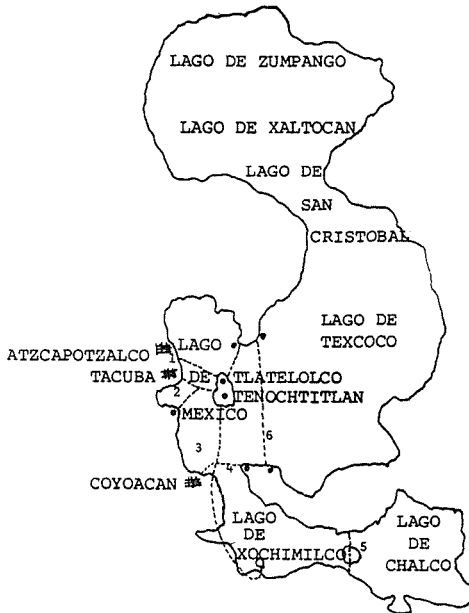 LAGO DE ZUMPANGO
LAGO DE XALTOCAN
LAGO DE
SAN
CRISTOBAL
LAGO DE
TEXCOCO
LAGO
ATZCAPOTZALCO
1
TACUBA
DE
TLATELOLCO
2
TENOCHTITLAN
MEXICO
6
3
4
COYOACAN
LAGO
DE
XOCHIMILCO
5
LAGO
DE
CHALCO